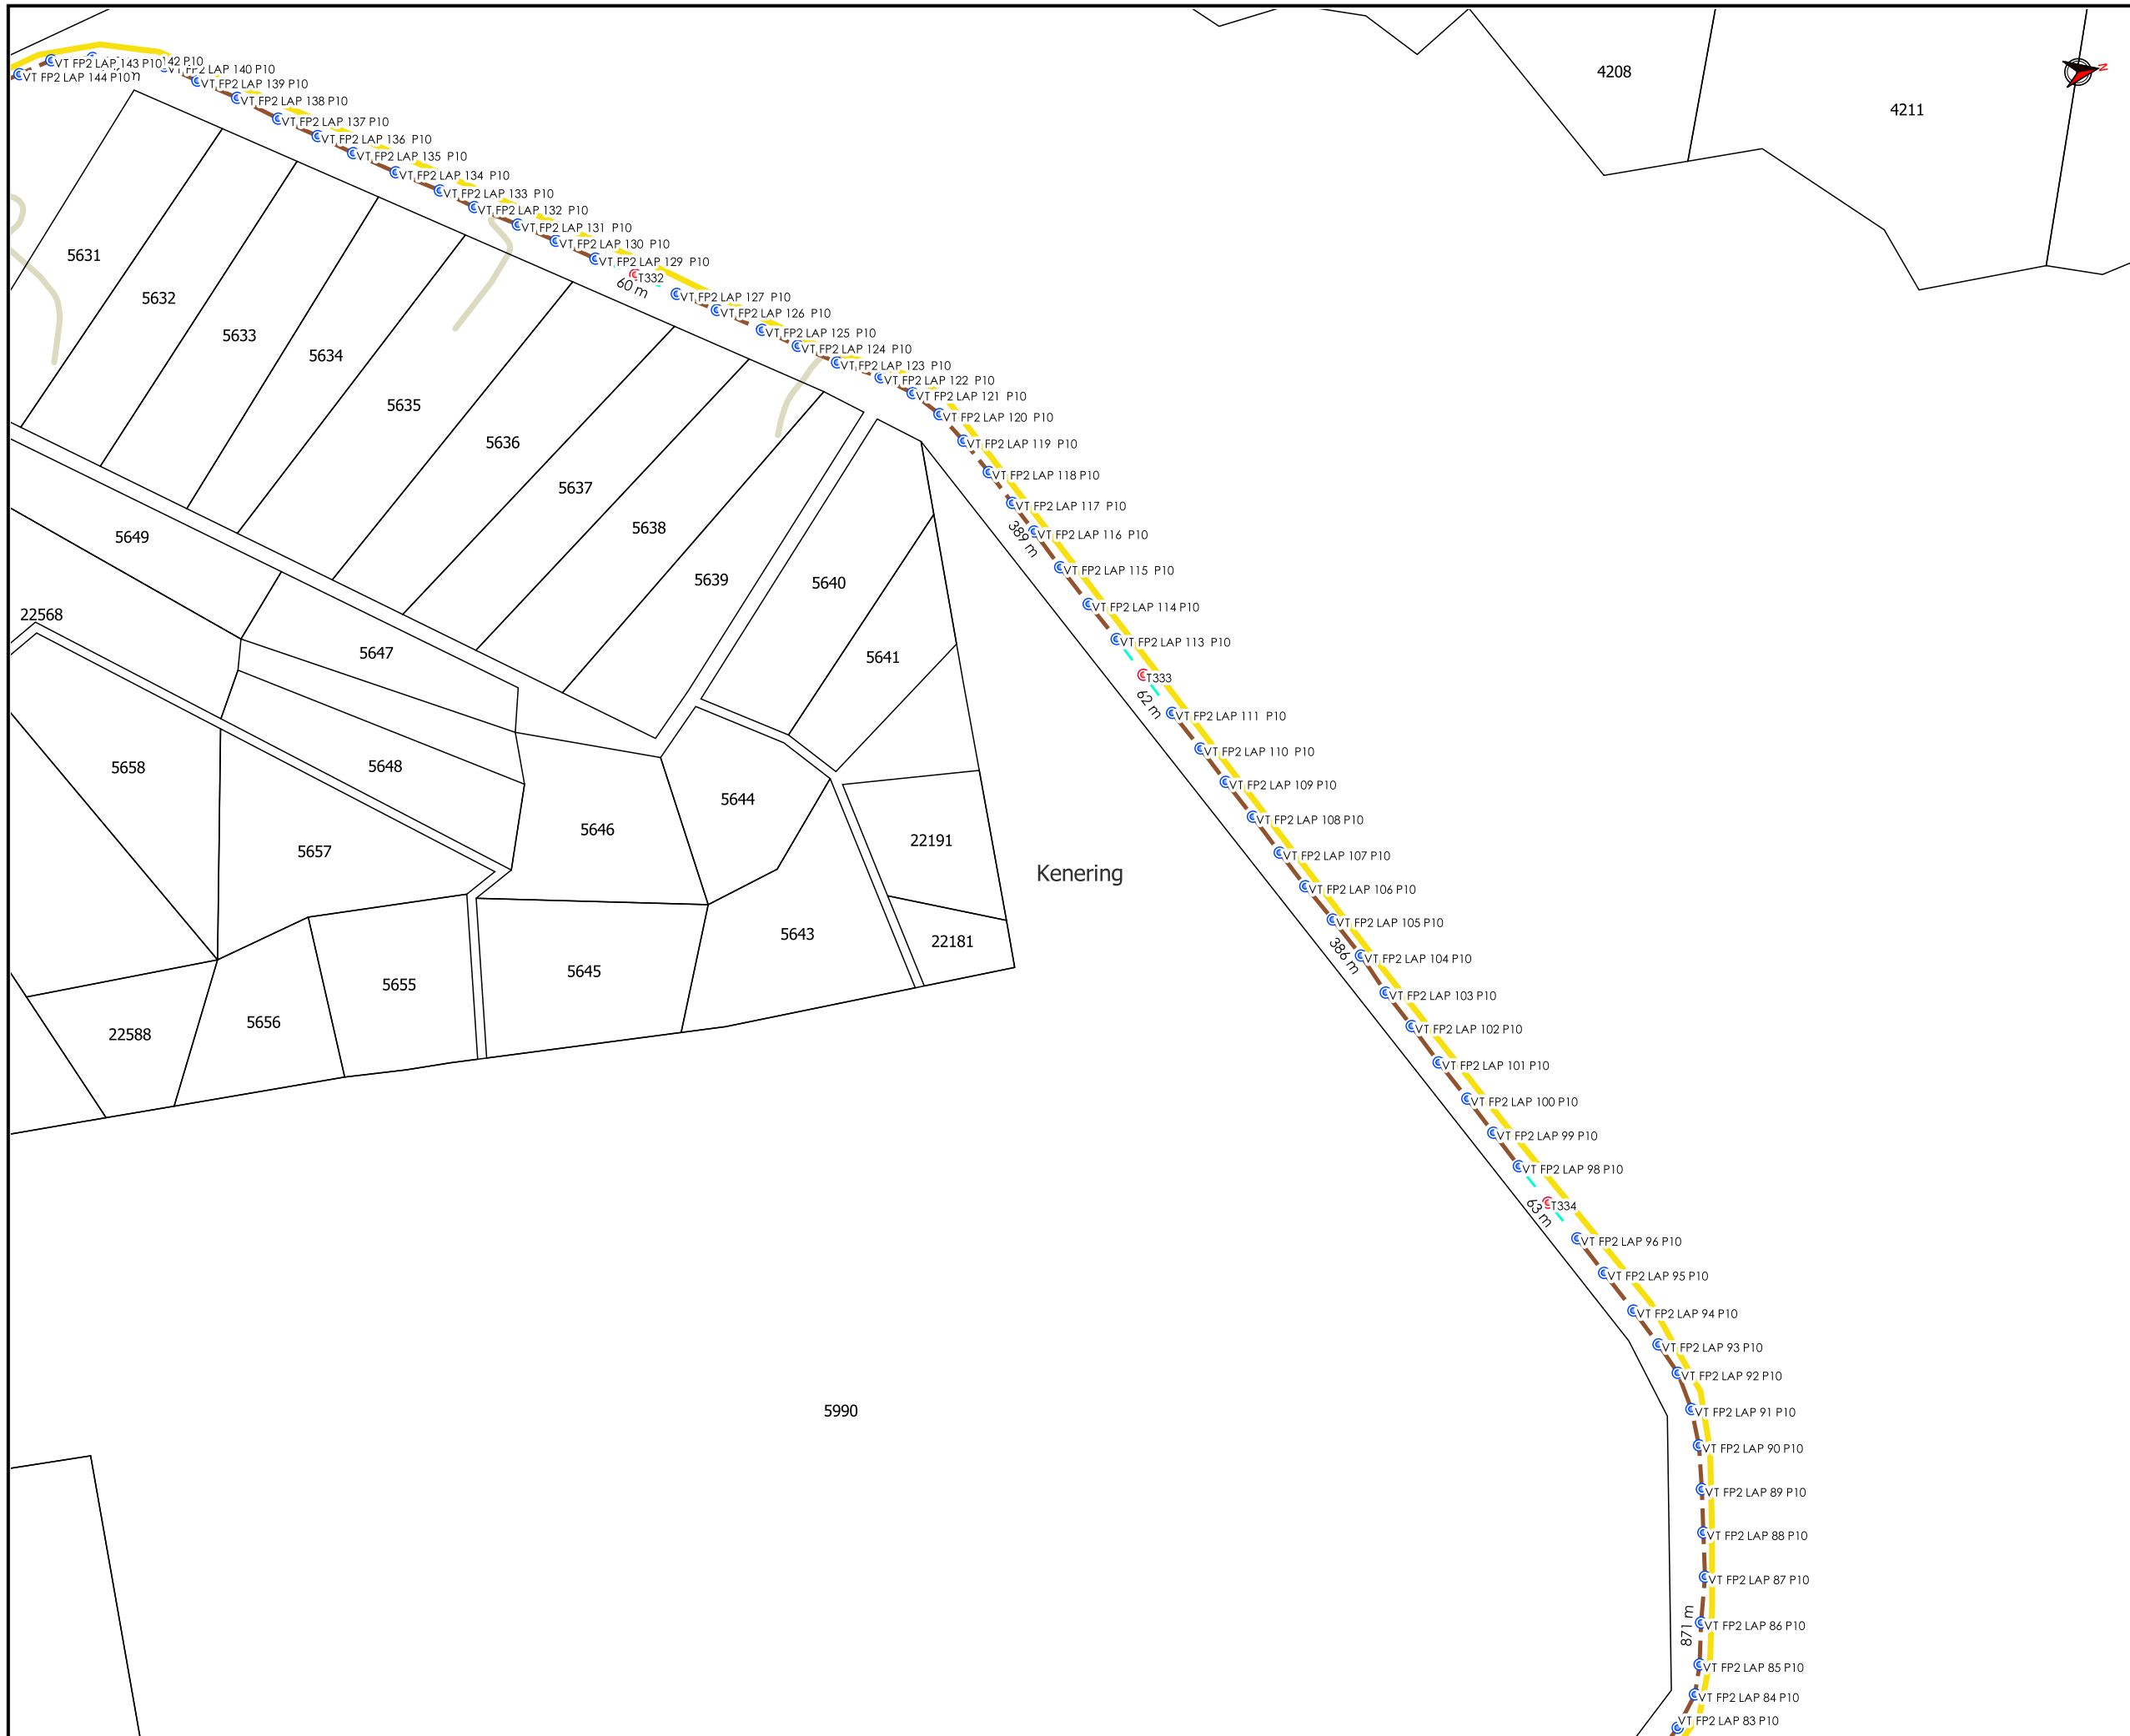 VT FP2 LAP 143 P10
142 P10
VT FP2 LAP 144 P10
VT FP2 LAP 140 P10
VT FP2 LAP 139 P10
VT FP2 LAP 138 P10
VT FP2 LAP 137 P10
VT FP2 LAP 136 P10
VT FP2 LAP 135 P10
VT FP2 LAP 134 P10
VT FP2 LAP 133 P10
VT FP2 LAP 132 P10
VT FP2 LAP 131 P10
VT FP2 LAP 130 P10
VT FP2 LAP 129 P10
T332
60 m
VT FP2 LAP 127 P10
VT FP2 LAP 126 P10
VT FP2 LAP 125 P10
VT FP2 LAP 124 P10
VT FP2 LAP 123 P10
VT FP2 LAP 122 P10
VT FP2 LAP 121 P10
VT FP2 LAP 120 P10
VT FP2 LAP 119 P10
VT FP2 LAP 118 P10
VT FP2 LAP 117 P10
389 m
VT FP2 LAP 116 P10
VT FP2 LAP 115 P10
VT FP2 LAP 114 P10
VT FP2 LAP 113 P10
T333
62 m
VT FP2 LAP 111 P10
VT FP2 LAP 110 P10
VT FP2 LAP 109 P10
VT FP2 LAP 108 P10
VT FP2 LAP 107 P10
VT FP2 LAP 106 P10
VT FP2 LAP 105 P10
386 m
VT FP2 LAP 104 P10
VT FP2 LAP 103 P10
VT FP2 LAP 102 P10
VT FP2 LAP 101 P10
VT FP2 LAP 100 P10
VT FP2 LAP 99 P10
VT FP2 LAP 98 P10
T334
63 m
VT FP2 LAP 96 P10
VT FP2 LAP 95 P10
VT FP2 LAP 94 P10
VT FP2 LAP 93 P10
VT FP2 LAP 92 P10
VT FP2 LAP 91 P10
VT FP2 LAP 90 P10
VT FP2 LAP 89 P10
VT FP2 LAP 88 P10
VT FP2 LAP 87 P10
871 m
VT FP2 LAP 86 P10
VT FP2 LAP 85 P10
VT FP2 LAP 84 P10
VT FP2 LAP 83 P10
4208
4211
N
5631
5632
5633
5634
5635
5636
5637
5638
5639
5640
5641
5649
22568
5647
5648
5658
5657
5646
5644
22191
Kenering
5643
22181
5645
5655
5656
22588
5990